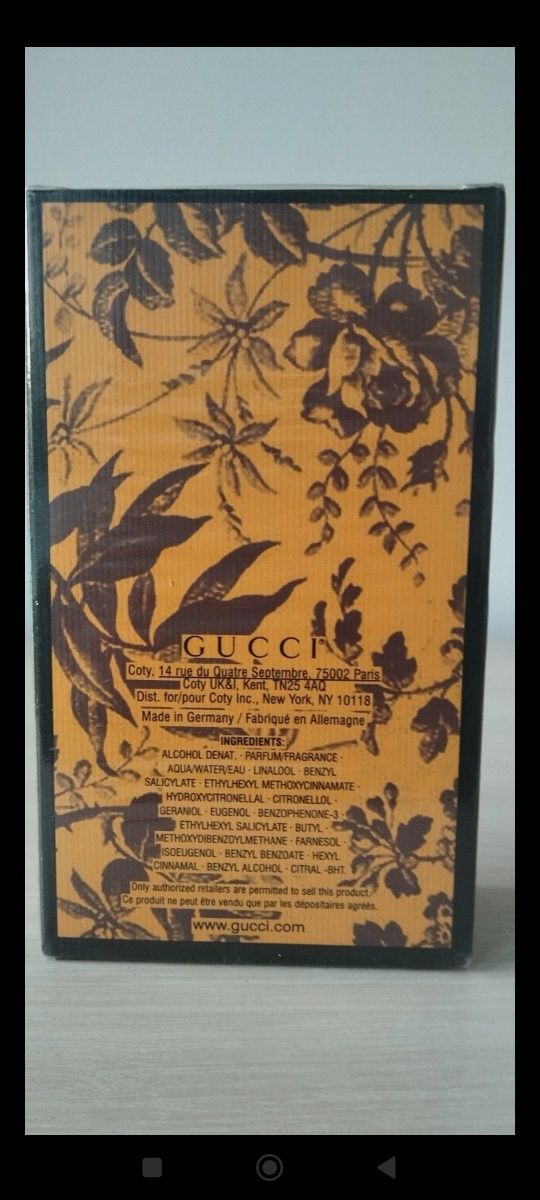 GUCCI®
Coty, 14 rue du Quatre Septembre, 75002 Paris
Coty UK&I, Kent, TN25 4AQ
Dist. for/pour Coty Inc., New York, NY 10118
Made in Germany / Fabriqué en Allemagne
INGREDIENTS:
ALCOHOL DENAT. · PARFUM/FRAGRANCE ·
AQUA/WATER/EAU · LINALOOL · BENZYL
SALICYLATE · ETHYLHEXYL METHOXYCINNAMATE ·
HYDROXYCITRONELLAL · CITRONELLOL ·
GERANIOL · EUGENOL · BENZOPHENONE-3 ·
ETHYLHEXYL SALICYLATE · BUTYL ·
METHOXYDIBENZOYLMETHANE · FARNESOL ·
ISOEUGENOL · BENZYL BENZOATE · HEXYL
CINNAMAL · BENZYL ALCOHOL · CITRAL -BHT.
Only authorized retailers are permitted to sell this product.
Ce produit ne peut être vendu que par les dépositaires agréés.
www.gucci.com